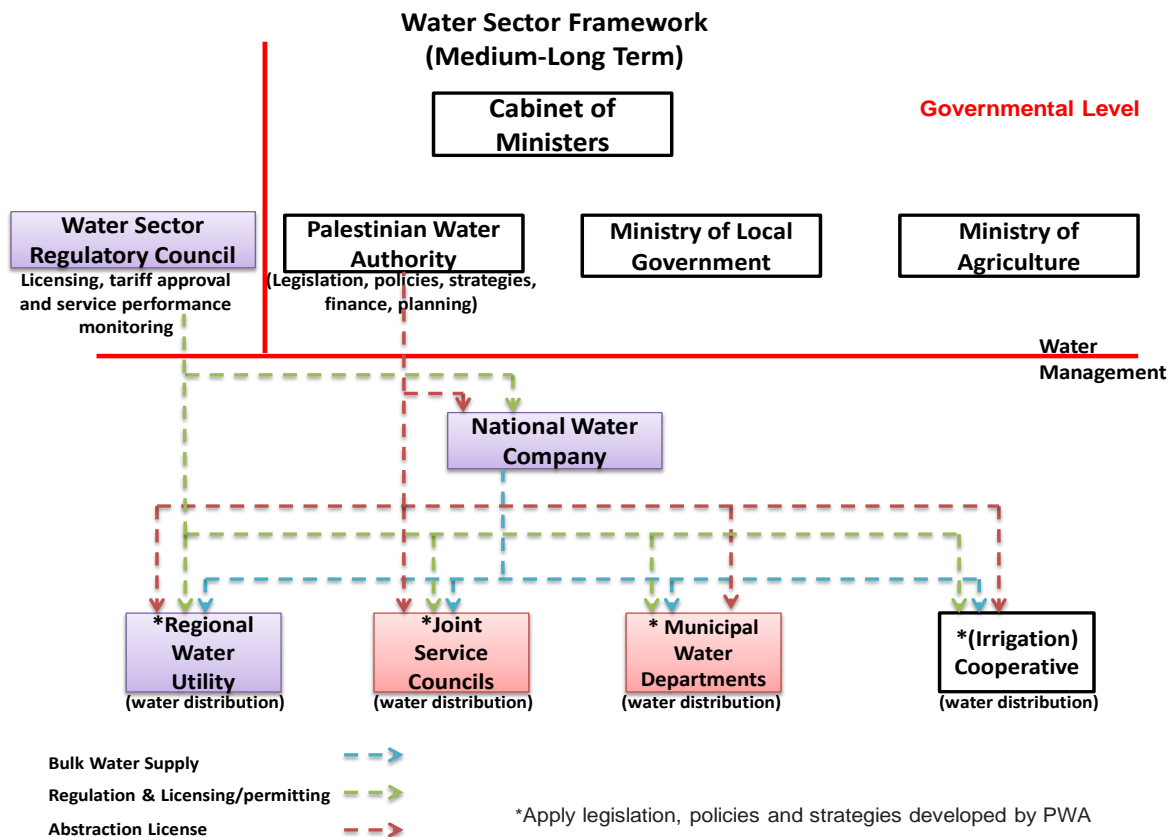 Water Sector Framework
(Medium-Long Term)
Cabinet of
Ministers
Governmental Level
Water Sector
Regulatory Council
Licensing, tariff approval
and service performance
monitoring
Palestinian Water
Authority
(Legislation, policies, strategies,
finance, planning)
Ministry of Local
Government
Ministry of
Agriculture
Water
Management
National Water
Company
*Regional
Water
Utility
(water distribution)
*Joint
Service
Councils
(water distribution)
* Municipal
Water
Departments
(water distribution)
*(Irrigation)
Cooperative
(water distribution)
Bulk Water Supply
Regulation & Licensing/permitting
Abstraction License
*Apply legislation, policies and strategies developed by PWA